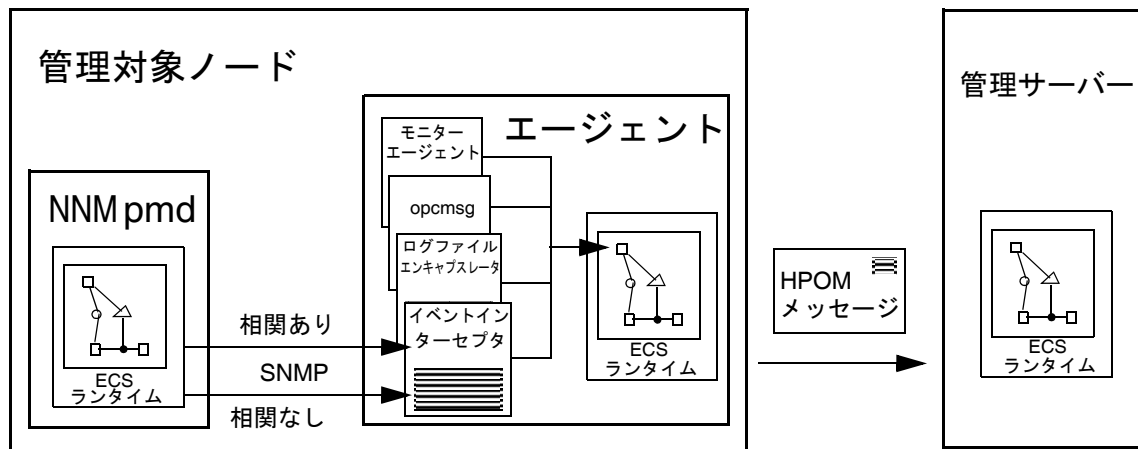 管理対象ノード
NNM pmd
ECS
ランタイム
相関あり
SNMP
相関なし
エージェント
モニター
エージェント
opcmsg
ログファイル
エンキャプスレータ
イベントイン
ターセプタ
ECS
ランタイム
HPOM
メッセージ
管理サーバー
ECS
ランタイム